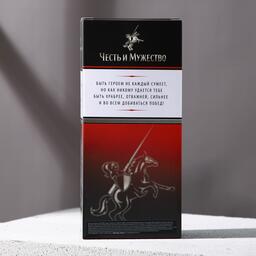 Честь и Мужество
Быть героем не каждый сумеет,
но как никому удается тебе
быть храбрее, отважней, сильнее
и во всем добиваться побед!